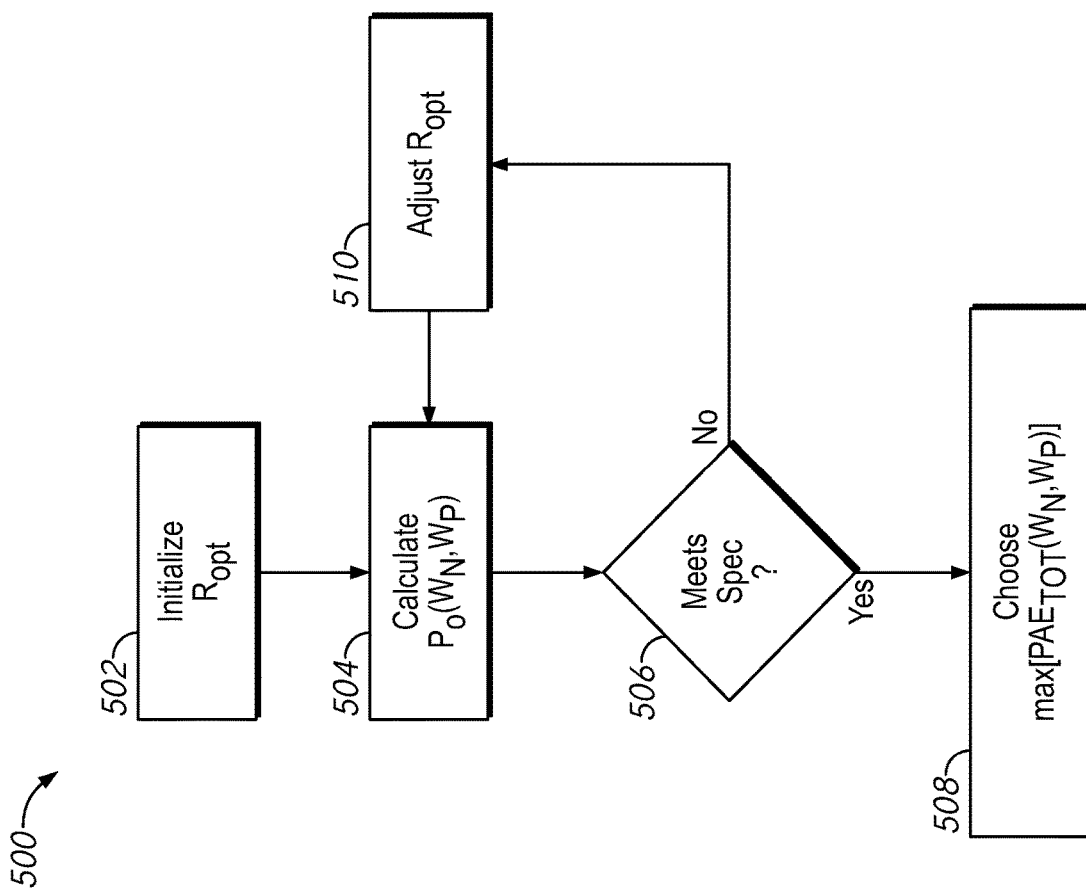 500
502
Initialize
R_opt
504
Calculate
P_o(W_N,W_P)
510
Adjust R_opt
506
Meets
Spec
?
No
Yes
508
Choose
max[PAE_TOT(W_N,W_P)]